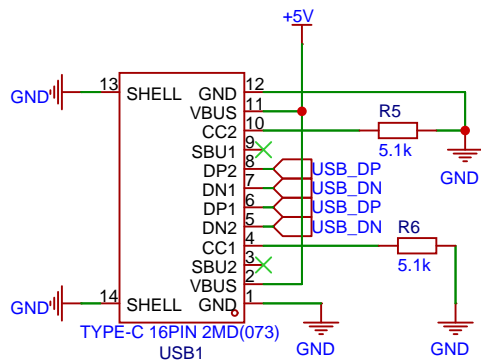 +5V
13
SHELL
GND
GND
12
VBUS
11
CC2
10
R5
5.1k
GND
SBU1
9
DP2
8
USB_DP
DN1
7
USB_DN
DP1
6
USB_DP
DN2
5
USB_DN
CC1
4
R6
5.1k
SBU2
3
VBUS
2
GND
14
SHELL
GND
1
GND
GND
TYPE-C 16PIN 2MD(073)
USB1